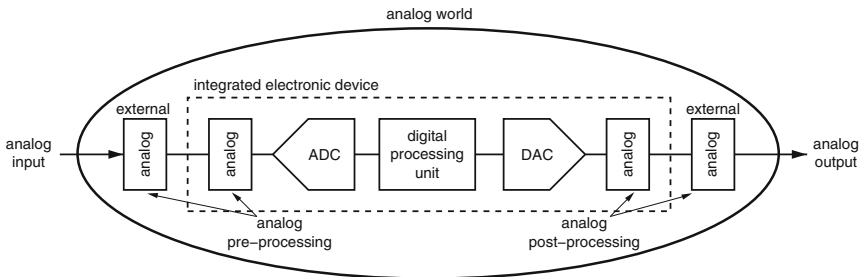 analog world
integrated electronic device
external
external
analog
input
analog
analog
ADC
digital
processing
unit
DAC
analog
analog
analog
output
analog
pre–processing
analog
post–processing